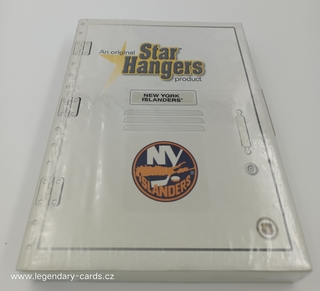 An original
Star
Hangers
product
NEW YORK
ISLANDERS
NY
ISLANDERS
www.legendary-cards.cz